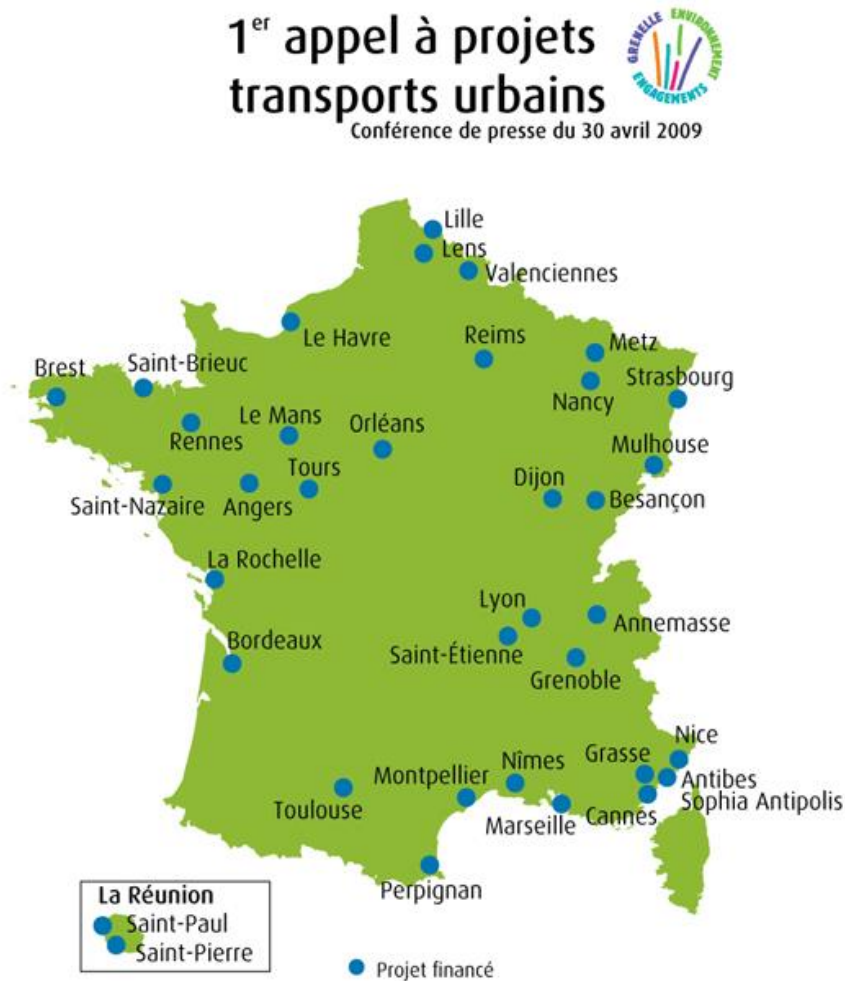 1er appel à projets
transports urbains
GRENELLE ENVIRONNEMENT
ENGAGEMENTS
Conférence de presse du 30 avril 2009
Lille
Lens
Valenciennes
Le Havre
Reims
Metz
Brest
Saint-Brieuc
Strasbourg
Nancy
Rennes
Le Mans
Orléans
Mulhouse
Saint-Nazaire
Angers
Tours
Dijon
Besançon
La Rochelle
Lyon
Annemasse
Bordeaux
Saint-Étienne
Grenoble
Nice
Grasse
Nîmes
Montpellier
Antibes
Sophia Antipolis
Toulouse
Marseille
Cannes
Perpignan
La Réunion
Saint-Paul
Saint-Pierre
Projet financé